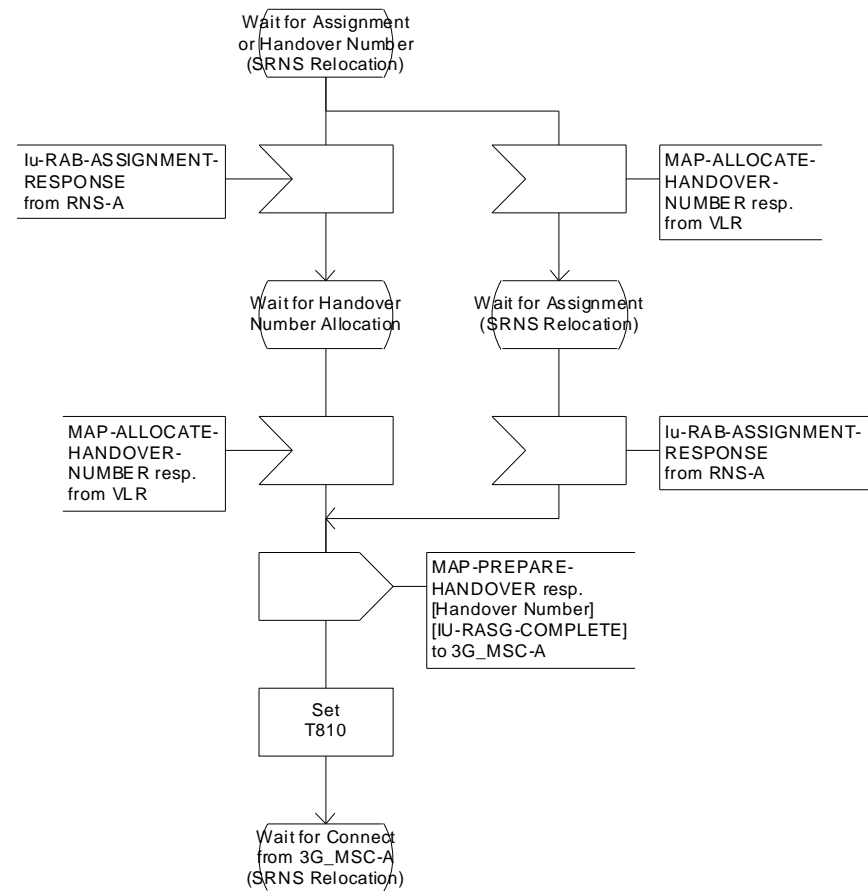 Wait for Assignment
or Handover Number
(SRNS Relocation)
Iu-RAB-ASSIGNMENT-
RESPONSE
from RNS-A
MAP-ALLOCATE-
HANDOVER-
NUMBER resp.
from VLR
Wait for Handover
Number Allocation
Wait for Assignment
(SRNS Relocation)
MAP-ALLOCATE-
HANDOVER-
NUMBER resp.
from VLR
Iu-RAB-ASSIGNMENT-
RESPONSE
from RNS-A
MAP-PREPARE-
HANDOVER resp.
[Handover Number]
[IU-RASG-COMPLETE]
to 3G_MSC-A
Set
T810
Wait for Connect
from 3G_MSC-A
(SRNS Relocation)